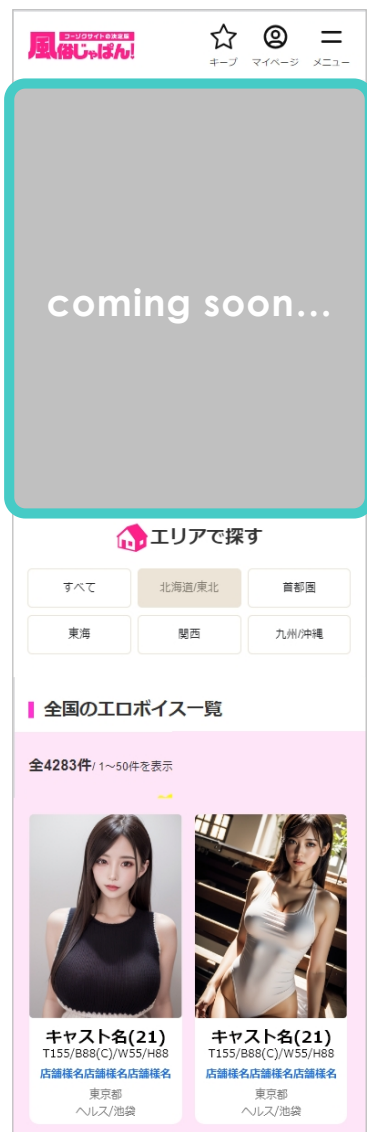 フーゾクサイトの決定版
風俗じゃぱん!
キープ マイページ メニュー
coming soon...
エリアで探す
すべて 北海道/東北 首都圏
東海 関西 九州/沖縄
全国のエロボイス一覧
全4283件/ 1～50件を表示
キャスト名(21)
T155/B88(C)/W55/H88
店舗様名店舗様名店舗様名
東京都
ヘルス/池袋
キャスト名(21)
T155/B88(C)/W55/H88
店舗様名店舗様名店舗様名
東京都
ヘルス/池袋